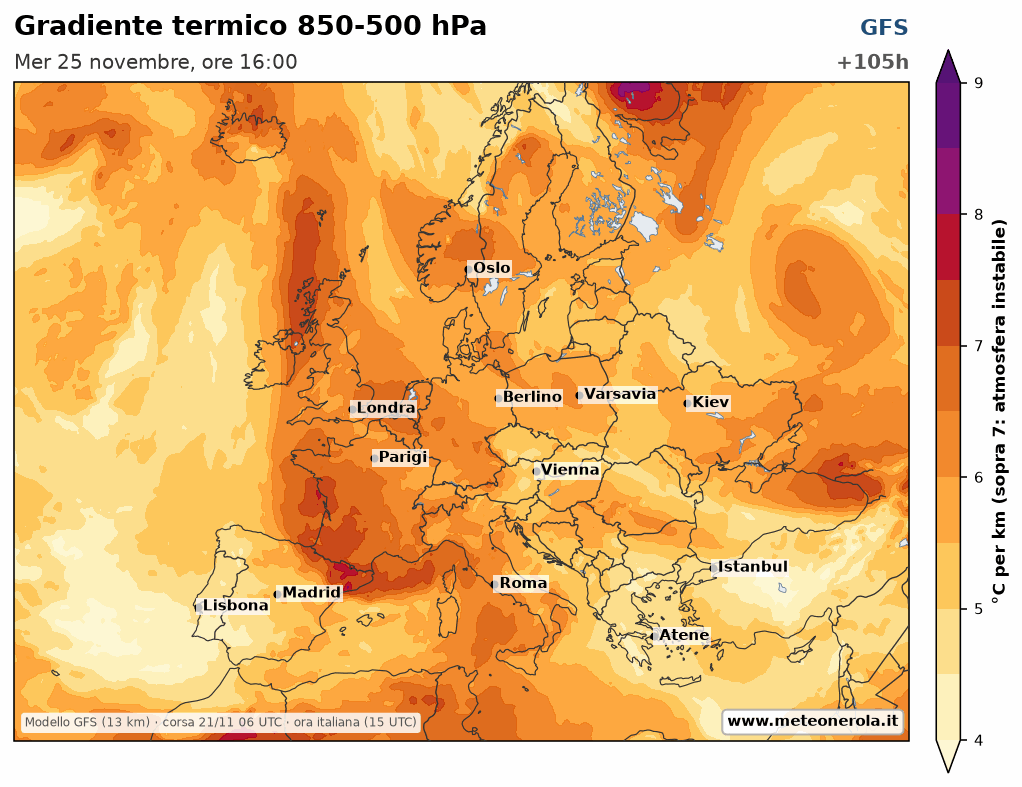 Gradiente termico 850-500 hPa
GFS
Mer 25 novembre, ore 16:00
+105h
Oslo
Londra
Berlino
Varsavia
Kiev
Parigi
Vienna
Istanbul
Madrid
Roma
Lisbona
Atene
Modello GFS (13 km) · corsa 21/11 06 UTC · ora italiana (15 UTC)
www.meteonerola.it
9
8
7
6
5
4
°C per km (sopra 7: atmosfera instabile)